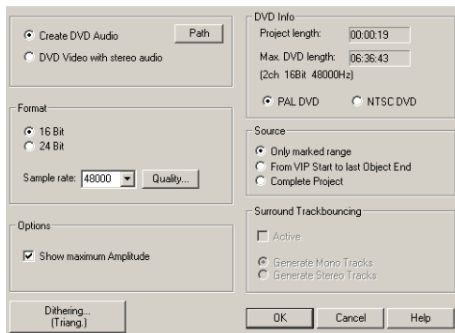 Create DVD Audio
Path
DVD Video with stereo audio
Format
16 Bit
24 Bit
Sample rate: 48000 Quality...
Options
Show maximum Amplitude
Dithering...
(Triang.)
DVD Info
Project length: 00:00:19
Max. DVD length: 06:36:43
(2ch 16Bit 48000Hz)
PAL DVD NTSC DVD
Source
Only marked range
From VIP Start to last Object End
Complete Project
Surround Trackbouncing
Active
Generate Mono Tracks
Generate Stereo Tracks
OK Cancel Help